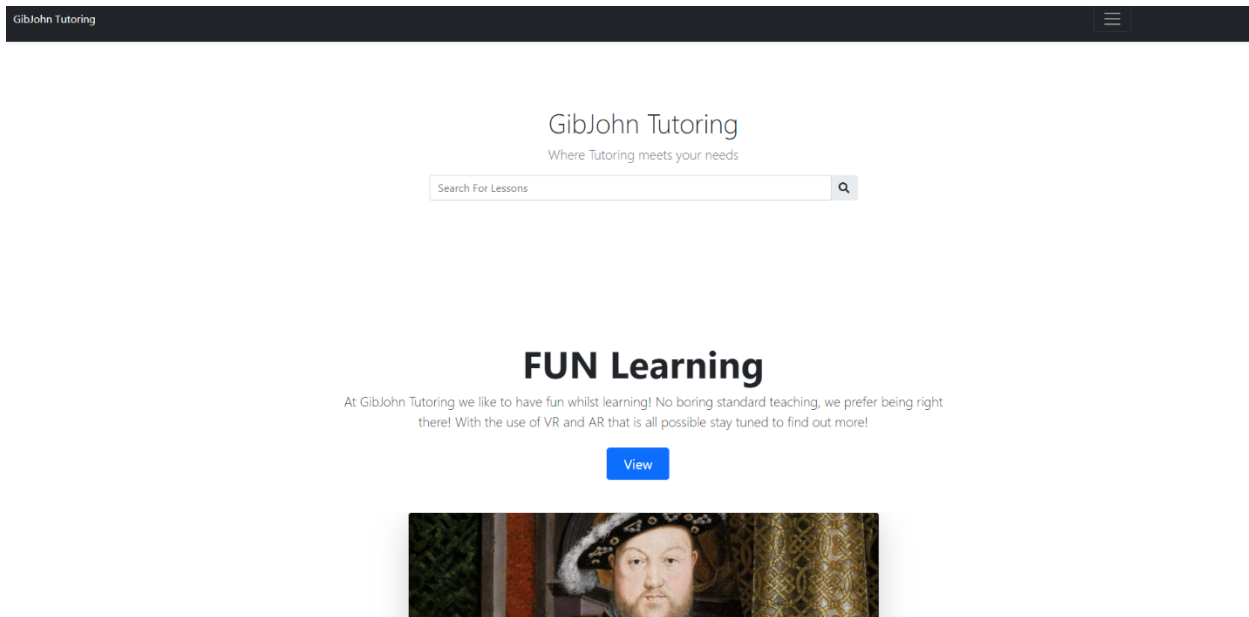 GibJohn Tutoring
GibJohn Tutoring
Where Tutoring meets your needs
Search For Lessons
FUN Learning
At GibJohn Tutoring we like to have fun whilst learning! No boring standard teaching, we prefer being right
there! With the use of VR and AR that is all possible stay tuned to find out more!
View